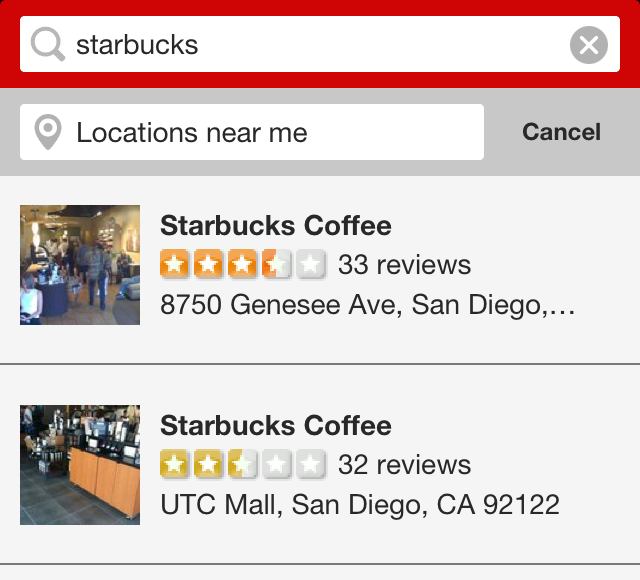 starbucks
Locations near me
Cancel
Starbucks Coffee
33 reviews
8750 Genesee Ave, San Diego,…
Starbucks Coffee
32 reviews
UTC Mall, San Diego, CA 92122